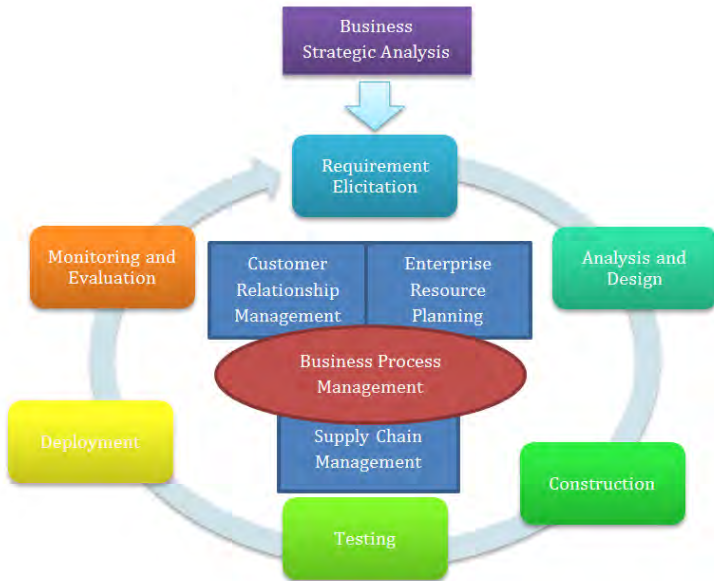 Business
Strategic Analysis
Requirement
Elicitation
Monitoring and
Evaluation
Customer
Relationship
Management
Enterprise
Resource
Planning
Analysis and
Design
Business Process
Management
Deployment
Supply Chain
Management
Construction
Testing